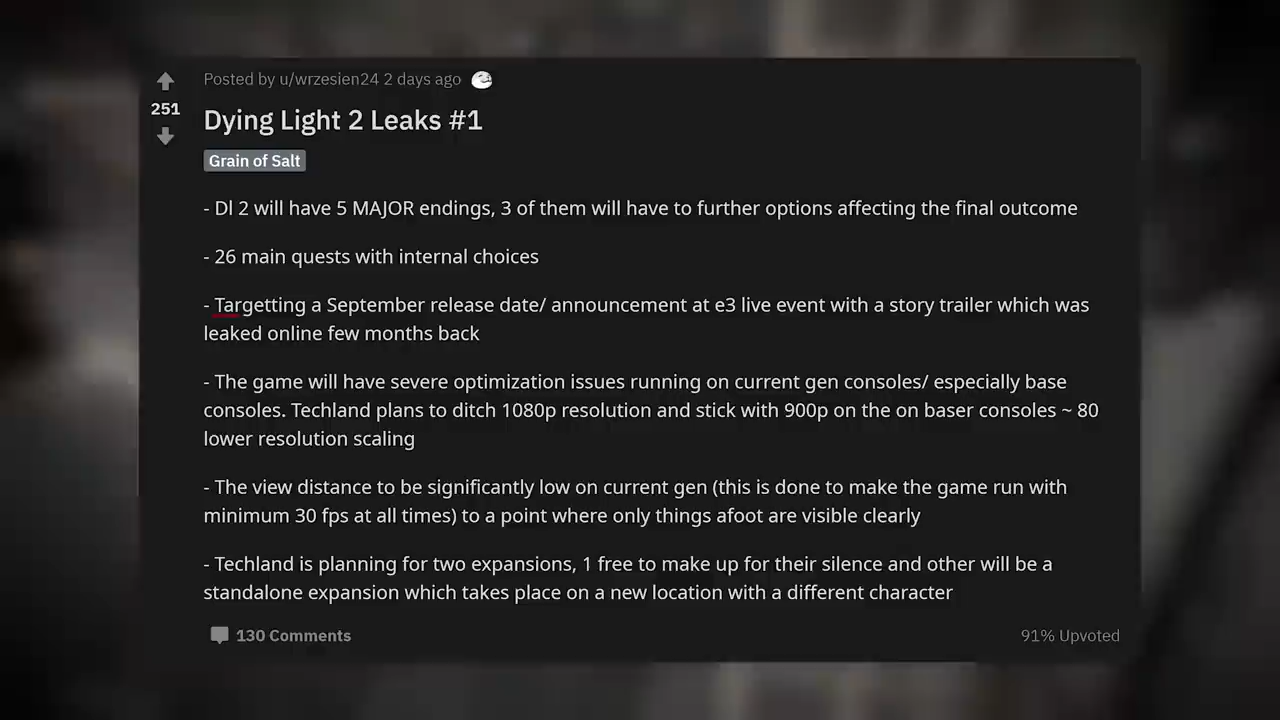 Posted by u/wrzesien24 2 days ago
251
Dying Light 2 Leaks #1
Grain of Salt
- Dl 2 will have 5 MAJOR endings, 3 of them will have to further options affecting the final outcome
- 26 main quests with internal choices
- Targetting a September release date/ announcement at e3 live event with a story trailer which was
leaked online few months back
- The game will have severe optimization issues running on current gen consoles/ especially base
consoles. Techland plans to ditch 1080p resolution and stick with 900p on the on baser consoles ~ 80
lower resolution scaling
- The view distance to be significantly low on current gen (this is done to make the game run with
minimum 30 fps at all times) to a point where only things afoot are visible clearly
- Techland is planning for two expansions, 1 free to make up for their silence and other will be a
standalone expansion which takes place on a new location with a different character
130 Comments
91% Upvoted